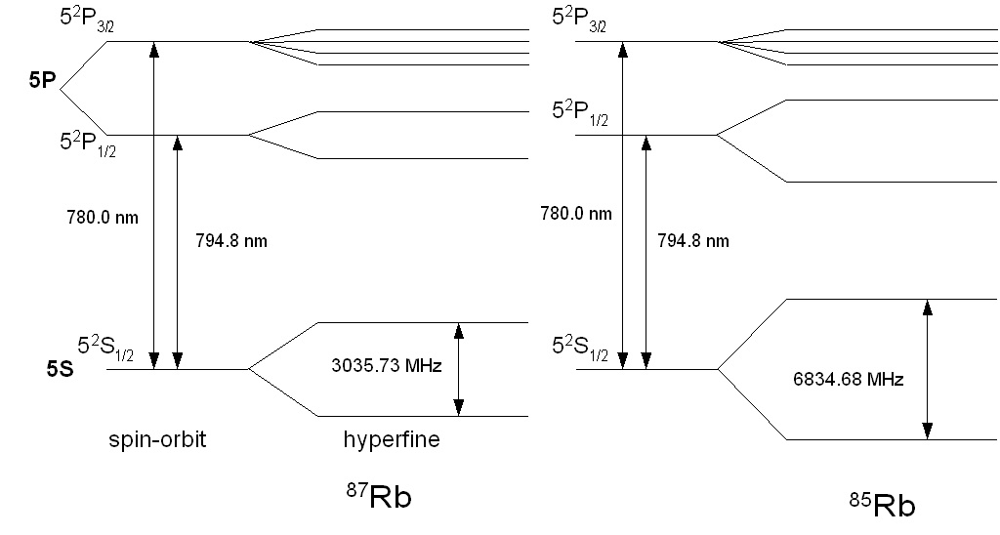 5²P₃/₂
5P
5²P₁/₂
780.0 nm
794.8 nm
5²S₁/₂
5S
3035.73 MHz
spin-orbit
hyperfine
⁸⁷Rb
5²P₃/₂
5²P₁/₂
780.0 nm
794.8 nm
5²S₁/₂
6834.68 MHz
⁸⁵Rb